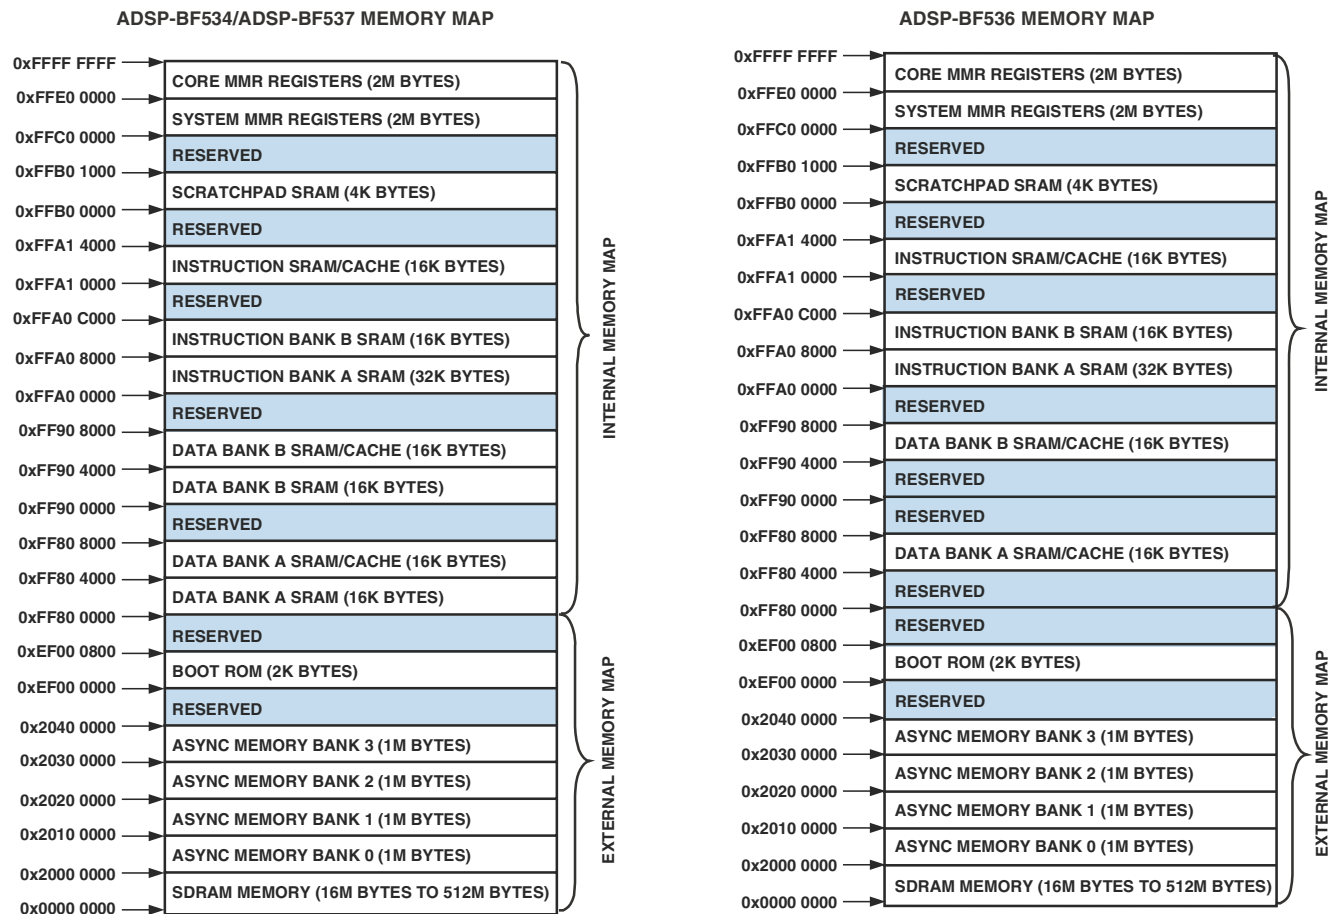 ADSP-BF534/ADSP-BF537 MEMORY MAP
0xFFFF FFFF
CORE MMR REGISTERS (2M BYTES)
0xFFE0 0000
SYSTEM MMR REGISTERS (2M BYTES)
0xFFC0 0000
RESERVED
0xFFB0 1000
SCRATCHPAD SRAM (4K BYTES)
0xFFB0 0000
RESERVED
0xFFA1 4000
INSTRUCTION SRAM/CACHE (16K BYTES)
0xFFA1 0000
RESERVED
0xFFA0 C000
INSTRUCTION BANK B SRAM (16K BYTES)
0xFFA0 8000
INSTRUCTION BANK A SRAM (32K BYTES)
0xFFA0 0000
RESERVED
0xFF90 8000
DATA BANK B SRAM/CACHE (16K BYTES)
0xFF90 4000
DATA BANK B SRAM (16K BYTES)
0xFF90 0000
RESERVED
0xFF80 8000
DATA BANK A SRAM/CACHE (16K BYTES)
0xFF80 4000
DATA BANK A SRAM (16K BYTES)
0xFF80 0000
RESERVED
0xEF00 0800
BOOT ROM (2K BYTES)
0xEF00 0000
RESERVED
0x2040 0000
ASYNC MEMORY BANK 3 (1M BYTES)
0x2030 0000
ASYNC MEMORY BANK 2 (1M BYTES)
0x2020 0000
ASYNC MEMORY BANK 1 (1M BYTES)
0x2010 0000
ASYNC MEMORY BANK 0 (1M BYTES)
0x2000 0000
SDRAM MEMORY (16M BYTES TO 512M BYTES)
0x0000 0000
INTERNAL MEMORY MAP
EXTERNAL MEMORY MAP
ADSP-BF536 MEMORY MAP
0xFFFF FFFF
CORE MMR REGISTERS (2M BYTES)
0xFFE0 0000
SYSTEM MMR REGISTERS (2M BYTES)
0xFFC0 0000
RESERVED
0xFFB0 1000
SCRATCHPAD SRAM (4K BYTES)
0xFFB0 0000
RESERVED
0xFFA1 4000
INSTRUCTION SRAM/CACHE (16K BYTES)
0xFFA1 0000
RESERVED
0xFFA0 C000
INSTRUCTION BANK B SRAM (16K BYTES)
0xFFA0 8000
INSTRUCTION BANK A SRAM (32K BYTES)
0xFFA0 0000
RESERVED
0xFF90 8000
DATA BANK B SRAM/CACHE (16K BYTES)
0xFF90 4000
RESERVED
0xFF90 0000
RESERVED
0xFF80 8000
DATA BANK A SRAM/CACHE (16K BYTES)
0xFF80 4000
RESERVED
0xFF80 0000
RESERVED
0xEF00 0800
BOOT ROM (2K BYTES)
0xEF00 0000
RESERVED
0x2040 0000
ASYNC MEMORY BANK 3 (1M BYTES)
0x2030 0000
ASYNC MEMORY BANK 2 (1M BYTES)
0x2020 0000
ASYNC MEMORY BANK 1 (1M BYTES)
0x2010 0000
ASYNC MEMORY BANK 0 (1M BYTES)
0x2000 0000
SDRAM MEMORY (16M BYTES TO 512M BYTES)
0x0000 0000
INTERNAL MEMORY MAP
EXTERNAL MEMORY MAP